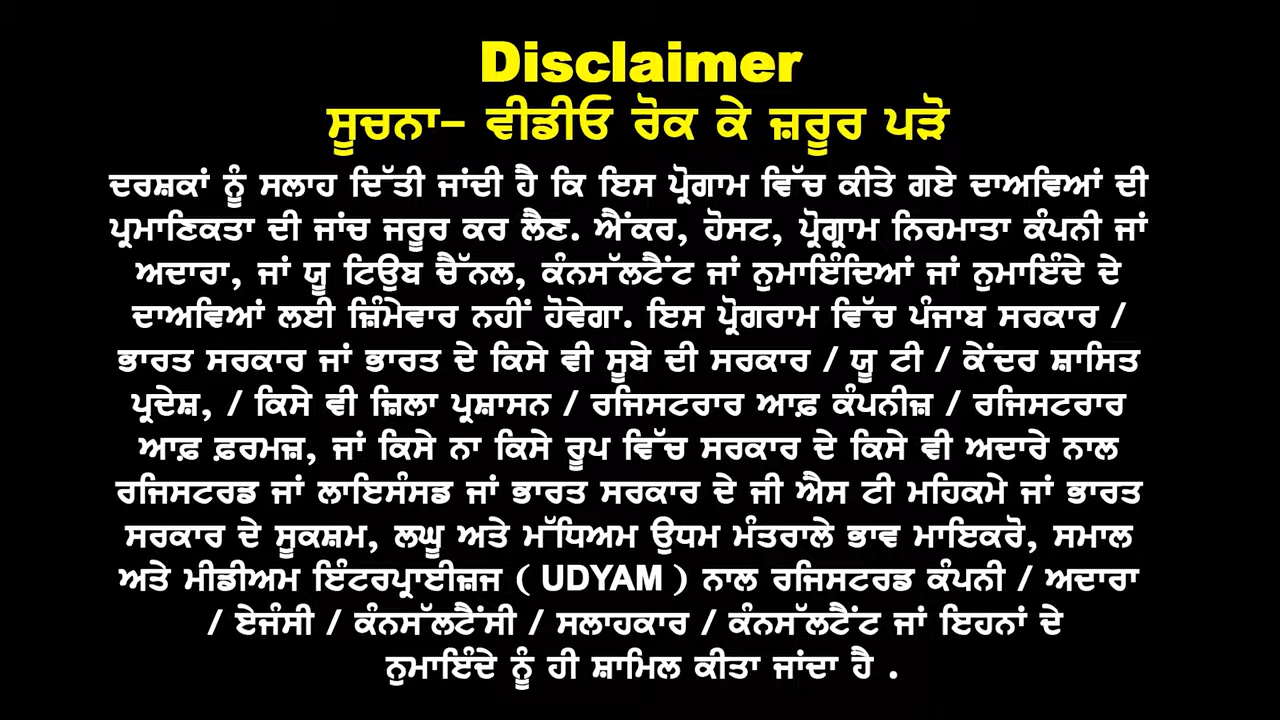 Disclaimer
ਸੂਚਨਾ- ਵੀਡੀਓ ਰੋਕ ਕੇ ਜ਼ਰੂਰ ਪੜੋ
ਦਰਸ਼ਕਾਂ ਨੂੰ ਸਲਾਹ ਦਿੱਤੀ ਜਾਂਦੀ ਹੈ ਕਿ ਇਸ ਪ੍ਰੋਗਾਮ ਵਿੱਚ ਕੀਤੇ ਗਏ ਦਾਅਵਿਆਂ ਦੀ
ਪ੍ਰਮਾਣਿਕਤਾ ਦੀ ਜਾਂਚ ਜਰੂਰ ਕਰ ਲੈਣ. ਐਂਕਰ, ਹੋਸਟ, ਪ੍ਰੋਗ੍ਰਾਮ ਨਿਰਮਾਤਾ ਕੰਪਨੀ ਜਾਂ
ਅਦਾਰਾ, ਜਾਂ ਯੂ ਟਿਊਬ ਚੈੱਨਲ, ਕੰਨਸੱਲਟੈਂਟ ਜਾਂ ਨੁਮਾਇੰਦਿਆਂ ਜਾਂ ਨੁਮਾਇੰਦੇ ਦੇ
ਦਾਅਵਿਆਂ ਲਈ ਜ਼ਿੰਮੇਵਾਰ ਨਹੀਂ ਹੋਵੇਗਾ. ਇਸ ਪ੍ਰੋਗਰਾਮ ਵਿੱਚ ਪੰਜਾਬ ਸਰਕਾਰ /
ਭਾਰਤ ਸਰਕਾਰ ਜਾਂ ਭਾਰਤ ਦੇ ਕਿਸੇ ਵੀ ਸੂਬੇ ਦੀ ਸਰਕਾਰ / ਯੂ ਟੀ / ਕੇਂਦਰ ਸ਼ਾਸਿਤ
ਪ੍ਰਦੇਸ਼, / ਕਿਸੇ ਵੀ ਜ਼ਿਲਾ ਪ੍ਰਸ਼ਾਸਨ / ਰਜਿਸਟਰਾਰ ਆਫ਼ ਕੰਪਨੀਜ਼ / ਰਜਿਸਟਰਾਰ
ਆਫ਼ ਫ਼ਰਮਜ਼, ਜਾਂ ਕਿਸੇ ਨਾ ਕਿਸੇ ਰੂਪ ਵਿੱਚ ਸਰਕਾਰ ਦੇ ਕਿਸੇ ਵੀ ਅਦਾਰੇ ਨਾਲ
ਰਜਿਸਟਰਡ ਜਾਂ ਲਾਇਸੰਸਡ ਜਾਂ ਭਾਰਤ ਸਰਕਾਰ ਦੇ ਜੀ ਐਸ ਟੀ ਮਹਿਕਮੇ ਜਾਂ ਭਾਰਤ
ਸਰਕਾਰ ਦੇ ਸੂਕਸ਼ਮ, ਲਘੂ ਅਤੇ ਮੱਧਿਅਮ ਉਧਮ ਮੰਤਰਾਲੇ ਭਾਵ ਮਾਇਕਰੋ, ਸਮਾਲ
ਅਤੇ ਮੀਡੀਅਮ ਇੰਟਰਪ੍ਰਾਈਜ਼ਜ ( UDYAM ) ਨਾਲ ਰਜਿਸਟਰਡ ਕੰਪਨੀ / ਅਦਾਰਾ
/ ਏਜੰਸੀ / ਕੰਨਸੱਲਟੈਂਸੀ / ਸਲਾਹਕਾਰ / ਕੰਨਸੱਲਟੈਂਟ ਜਾਂ ਇਹਨਾਂ ਦੇ
ਨੁਮਾਇੰਦੇ ਨੂੰ ਹੀ ਸ਼ਾਮਿਲ ਕੀਤਾ ਜਾਂਦਾ ਹੈ .